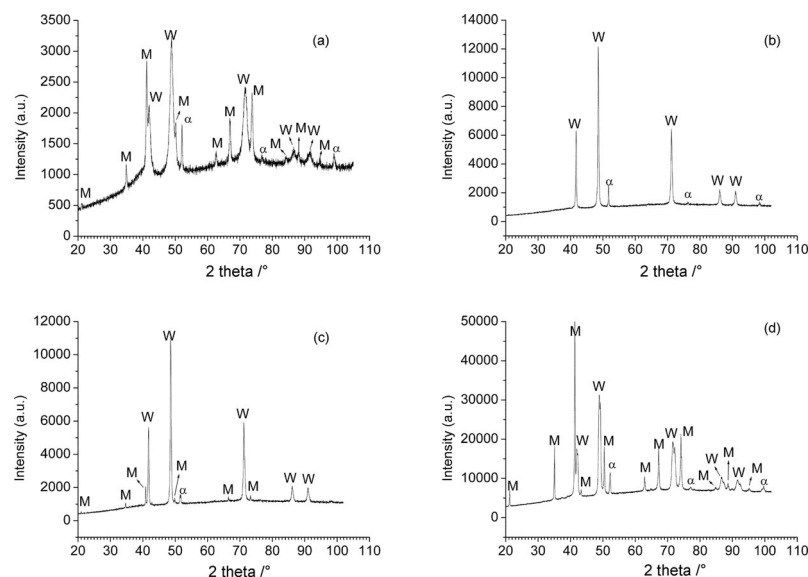 (a)
3500
3000
2500
2000
1500
1000
500
0
20 30 40 50 60 70 80 90 100 110
Intensity (a.u.)
2 theta /°
M M M W W M α M M W M α M W M W M α
(b)
14000
12000
10000
8000
6000
4000
2000
0
20 30 40 50 60 70 80 90 100 110
Intensity (a.u.)
2 theta /°
W W α W α W W α
(c)
12000
10000
8000
6000
4000
2000
0
20 30 40 50 60 70 80 90 100 110
Intensity (a.u.)
2 theta /°
M M M W W M α M W M W W
(d)
50000
40000
30000
20000
10000
0
20 30 40 50 60 70 80 90 100 110
Intensity (a.u.)
2 theta /°
M M M W M W M α M M W M α M W M W M α